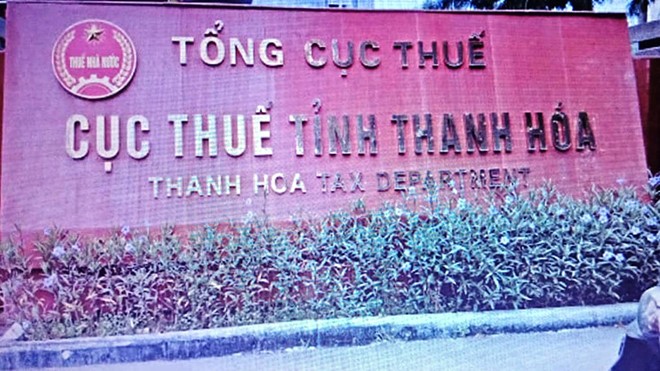 THUẾ NHÀ NƯỚC
TỔNG CỤC THUẾ
CỤC THUẾ TỈNH THANH HÓA
THANH HOA TAX DEPARTMENT